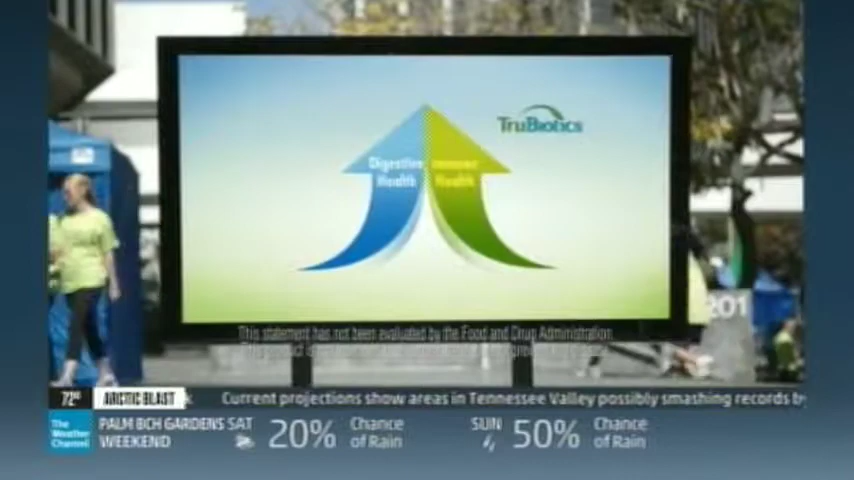 TruBiotics
Digestive Immune
Health Health
201
This statement has not been evaluated by the Food and Drug Administration.
72° ARCTIC BLAST Current projections show areas in Tennessee Valley possibly smashing records b
The Weather Channel
PALM BCH GARDENS SAT 20% Chance of Rain SUN 50% Chance of Rain
WEEKEND